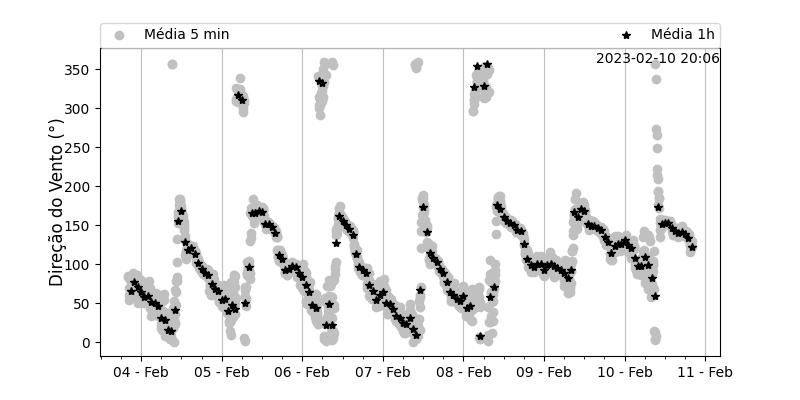 Média 5 min
Média 1h
2023-02-10 20:06
Direção do Vento (°)
350
300
250
200
150
100
50
0
04 - Feb
05 - Feb
06 - Feb
07 - Feb
08 - Feb
09 - Feb
10 - Feb
11 - Feb